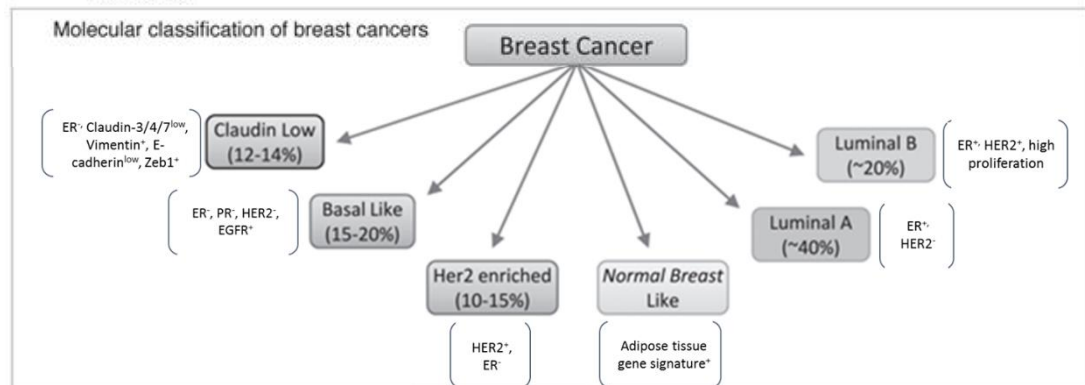 Molecular classification of breast cancers
Breast Cancer
ER⁻, Claudin-3/4/7ˡᵒʷ,
Vimentin⁺, E-
cadherinˡᵒʷ, Zeb1⁺
Claudin Low
(12-14%)
ER⁻, PR⁻, HER2⁻,
EGFR⁺
Basal Like
(15-20%)
Her2 enriched
(10-15%)
HER2⁺,
ER⁻
Normal Breast
Like
Adipose tissue
gene signature⁺
Luminal A
(~40%)
ER⁺,
HER2⁻
Luminal B
(~20%)
ER⁺, HER2⁺, high
proliferation